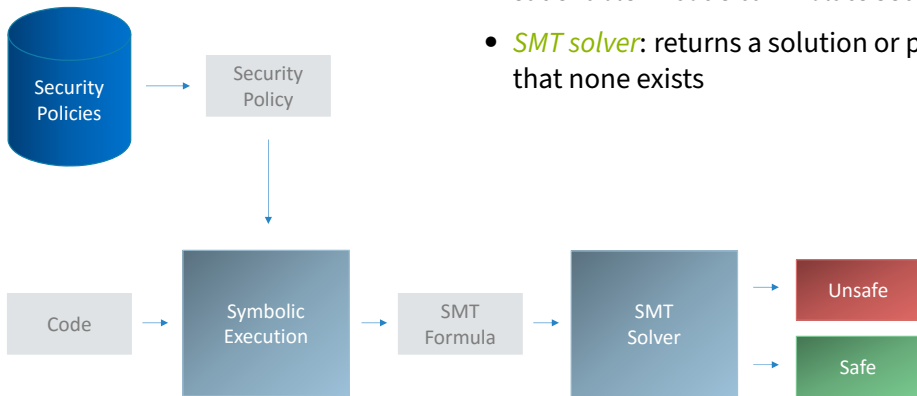 • SMT solver: returns a solution or
that none exists
Security
Policies
Security
Policy
Code
Symbolic
Execution
SMT
Formula
SMT
Solver
Unsafe
Safe